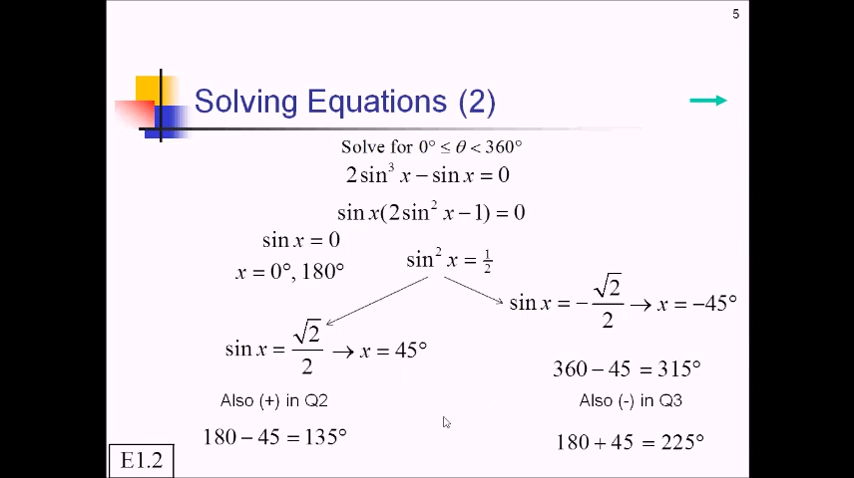 5
Solving Equations (2)
Solve for 0° ≤ θ < 360°
2 sin³ x − sin x = 0
sin x(2 sin² x − 1) = 0
sin x = 0
x = 0°, 180°
sin² x = 1/2
sin x = −√2/2 → x = −45°
sin x = √2/2 → x = 45°
360 − 45 = 315°
Also (+) in Q2
Also (-) in Q3
180 − 45 = 135°
180 + 45 = 225°
E1.2